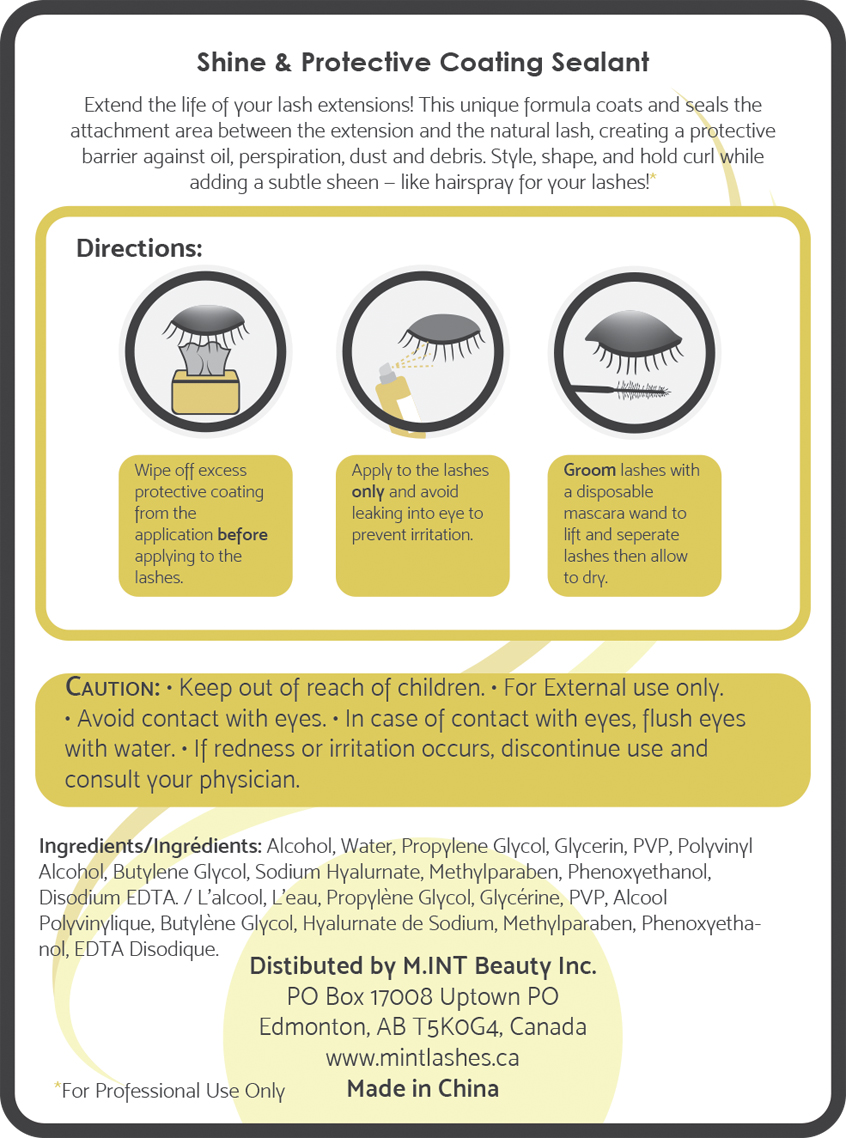 Shine & Protective Coating Sealant
Extend the life of your lash extensions! This unique formula coats and seals the
attachment area between the extension and the natural lash, creating a protective
barrier against oil, perspiration, dust and debris. Style, shape, and hold curl while
adding a subtle sheen – like hairspray for your lashes!*
Directions:
Wipe off excess
protective coating
from the
application before
applying to the
lashes.
Apply to the lashes
only and avoid
leaking into eye to
prevent irritation.
Groom lashes with
a disposable
mascara wand to
lift and seperate
lashes then allow
to dry.
CAUTION: • Keep out of reach of children. • For External use only.
• Avoid contact with eyes. • In case of contact with eyes, flush eyes
with water. • If redness or irritation occurs, discontinue use and
consult your physician.
Ingredients/Ingrédients: Alcohol, Water, Propylene Glycol, Glycerin, PVP, Polyvinyl
Alcohol, Butylene Glycol, Sodium Hyalurnate, Methylparaben, Phenoxyethanol,
Disodium EDTA. / L'alcool, L'eau, Propylène Glycol, Glycérine, PVP, Alcool
Polyvinylique, Butylène Glycol, Hyalurnate de Sodium, Methylparaben, Phenoxyetha-
nol, EDTA Disodique.
Distibuted by M.INT Beauty Inc.
PO Box 17008 Uptown PO
Edmonton, AB T5K0G4, Canada
www.mintlashes.ca
*For Professional Use Only
Made in China